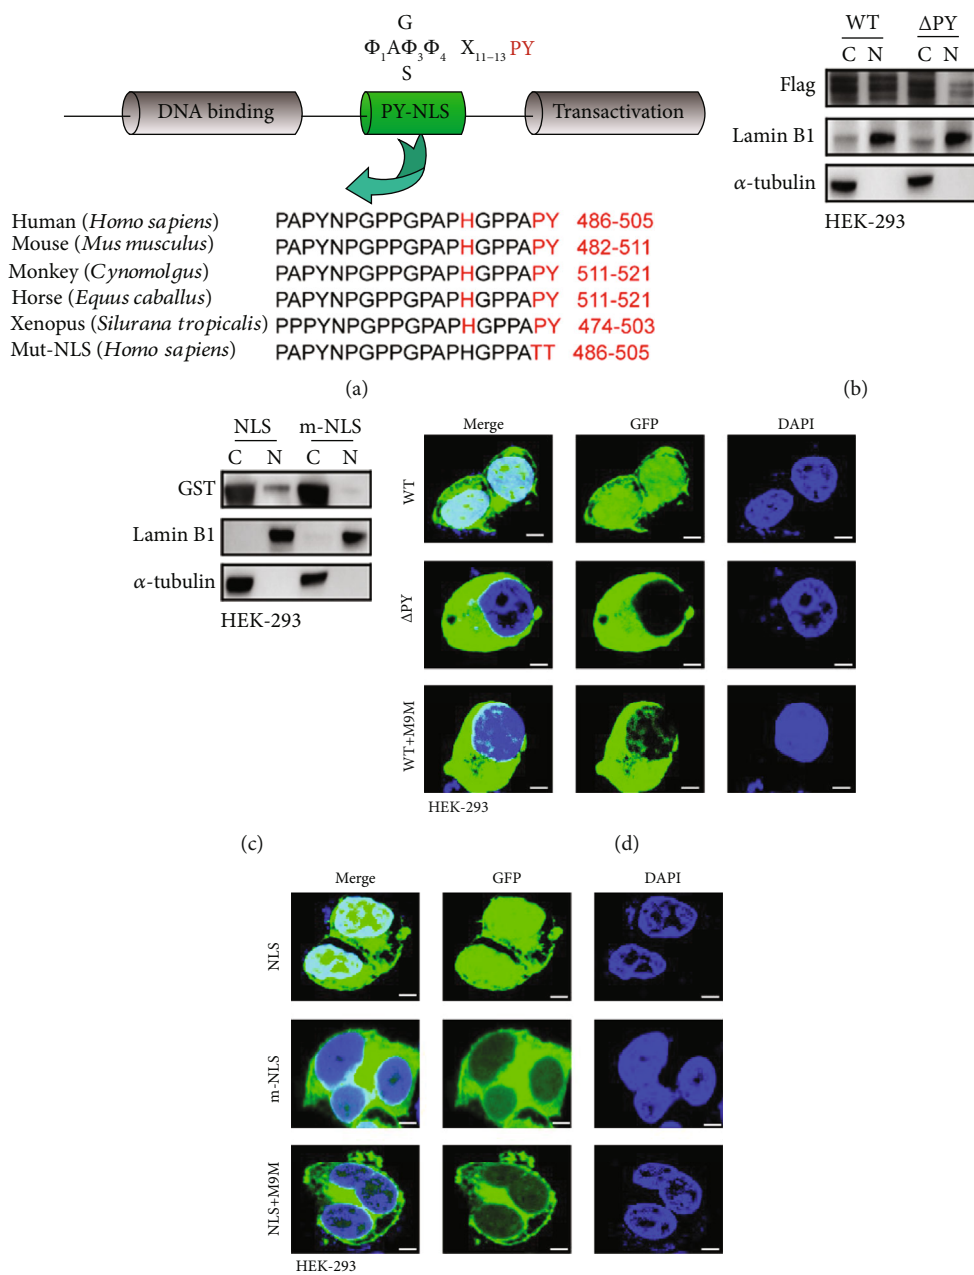 G
Φ1AΦ3Φ4 X11–13 PY
S
DNA binding PY-NLS Transactivation
Human (Homo sapiens) PAPYNPGPPGPAPHGPPAPY 486-505
Mouse (Mus musculus) PAPYNPGPPGPAPHGPPAPY 482-511
Monkey (Cynomolgus) PAPYNPGPPGPAPHGPPAPY 511-521
Horse (Equus caballus) PAPYNPGPPGPAPHGPPAPY 511-521
Xenopus (Silurana tropicalis) PPPYNPGPPGPAPHGPPAPY 474-503
Mut-NLS (Homo sapiens) PAPYNPGPPGPAPHGPPATT 486-505
(a)
WT ΔPY
C N C N
Flag
Lamin B1
α-tubulin
HEK-293
(b)
NLS m-NLS
C N C N
GST
Lamin B1
α-tubulin
HEK-293
(c)
Merge GFP DAPI
WT
ΔPY
WT+M9M
HEK-293
(d)
Merge GFP DAPI
NLS
m-NLS
NLS+M9M
HEK-293